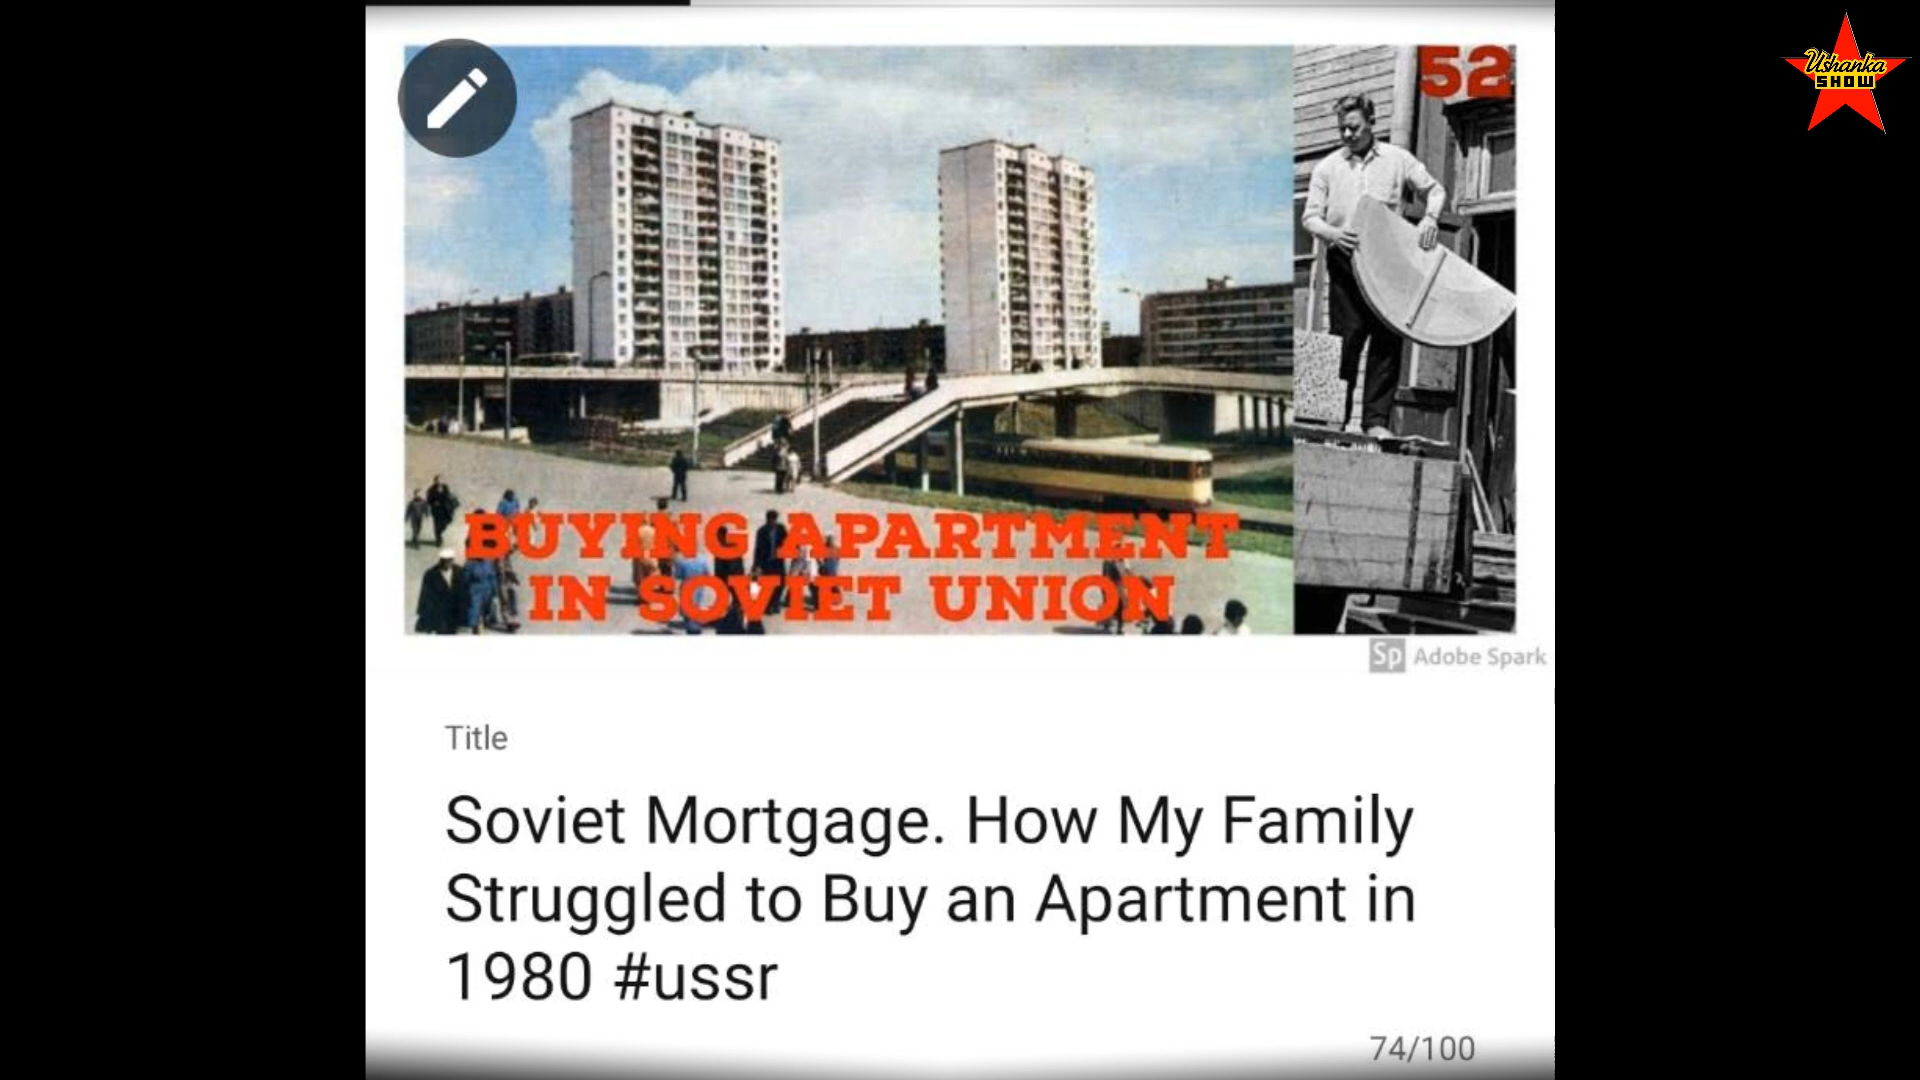 Ushanka
SHOW
52
BUYING APARTMENT
IN SOVIET UNION
Sp Adobe Spark
Title
Soviet Mortgage. How My Family
Struggled to Buy an Apartment in
1980 #ussr
74/100